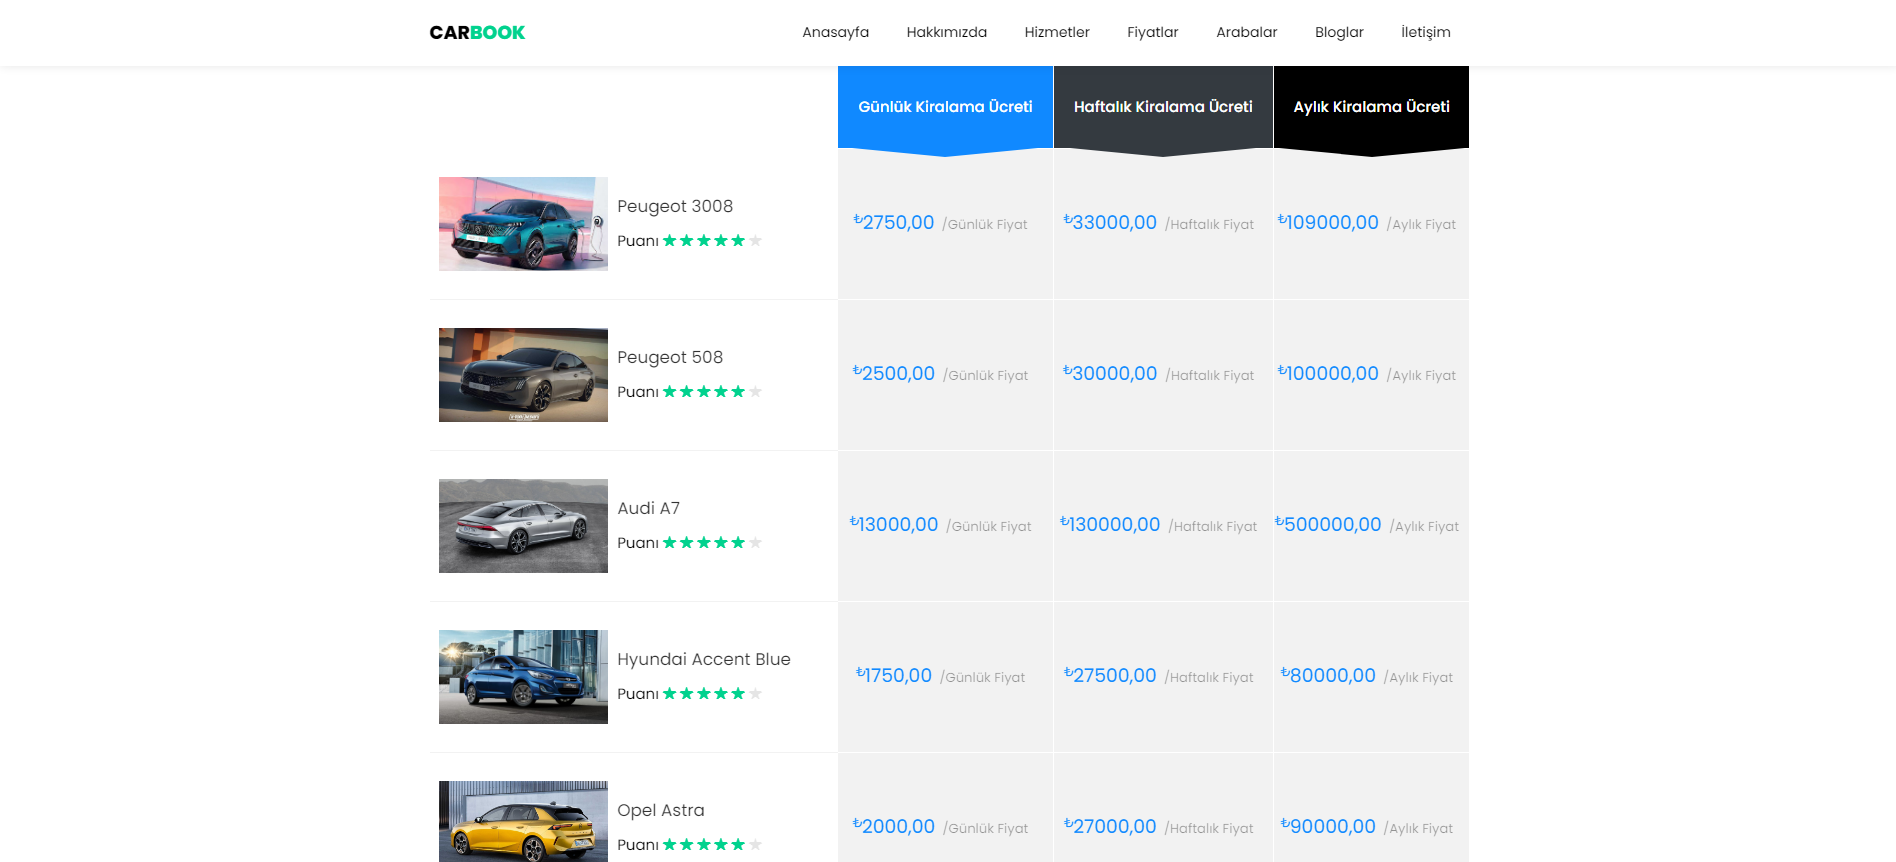 CARBOOK Anasayfa Hakkımızda Hizmetler Fiyatlar Arabalar Bloglar İletişim
Günlük Kiralama Ücreti Haftalık Kiralama Ücreti Aylık Kiralama Ücreti
Peugeot 3008
Puanı
₺2750,00 /Günlük Fiyat ₺33000,00 /Haftalık Fiyat ₺109000,00 /Aylık Fiyat
Peugeot 508
Puanı
₺2500,00 /Günlük Fiyat ₺30000,00 /Haftalık Fiyat ₺100000,00 /Aylık Fiyat
Audi A7
Puanı
₺13000,00 /Günlük Fiyat ₺130000,00 /Haftalık Fiyat ₺500000,00 /Aylık Fiyat
Hyundai Accent Blue
Puanı
₺1750,00 /Günlük Fiyat ₺27500,00 /Haftalık Fiyat ₺80000,00 /Aylık Fiyat
Opel Astra
Puanı
₺2000,00 /Günlük Fiyat ₺27000,00 /Haftalık Fiyat ₺90000,00 /Aylık Fiyat